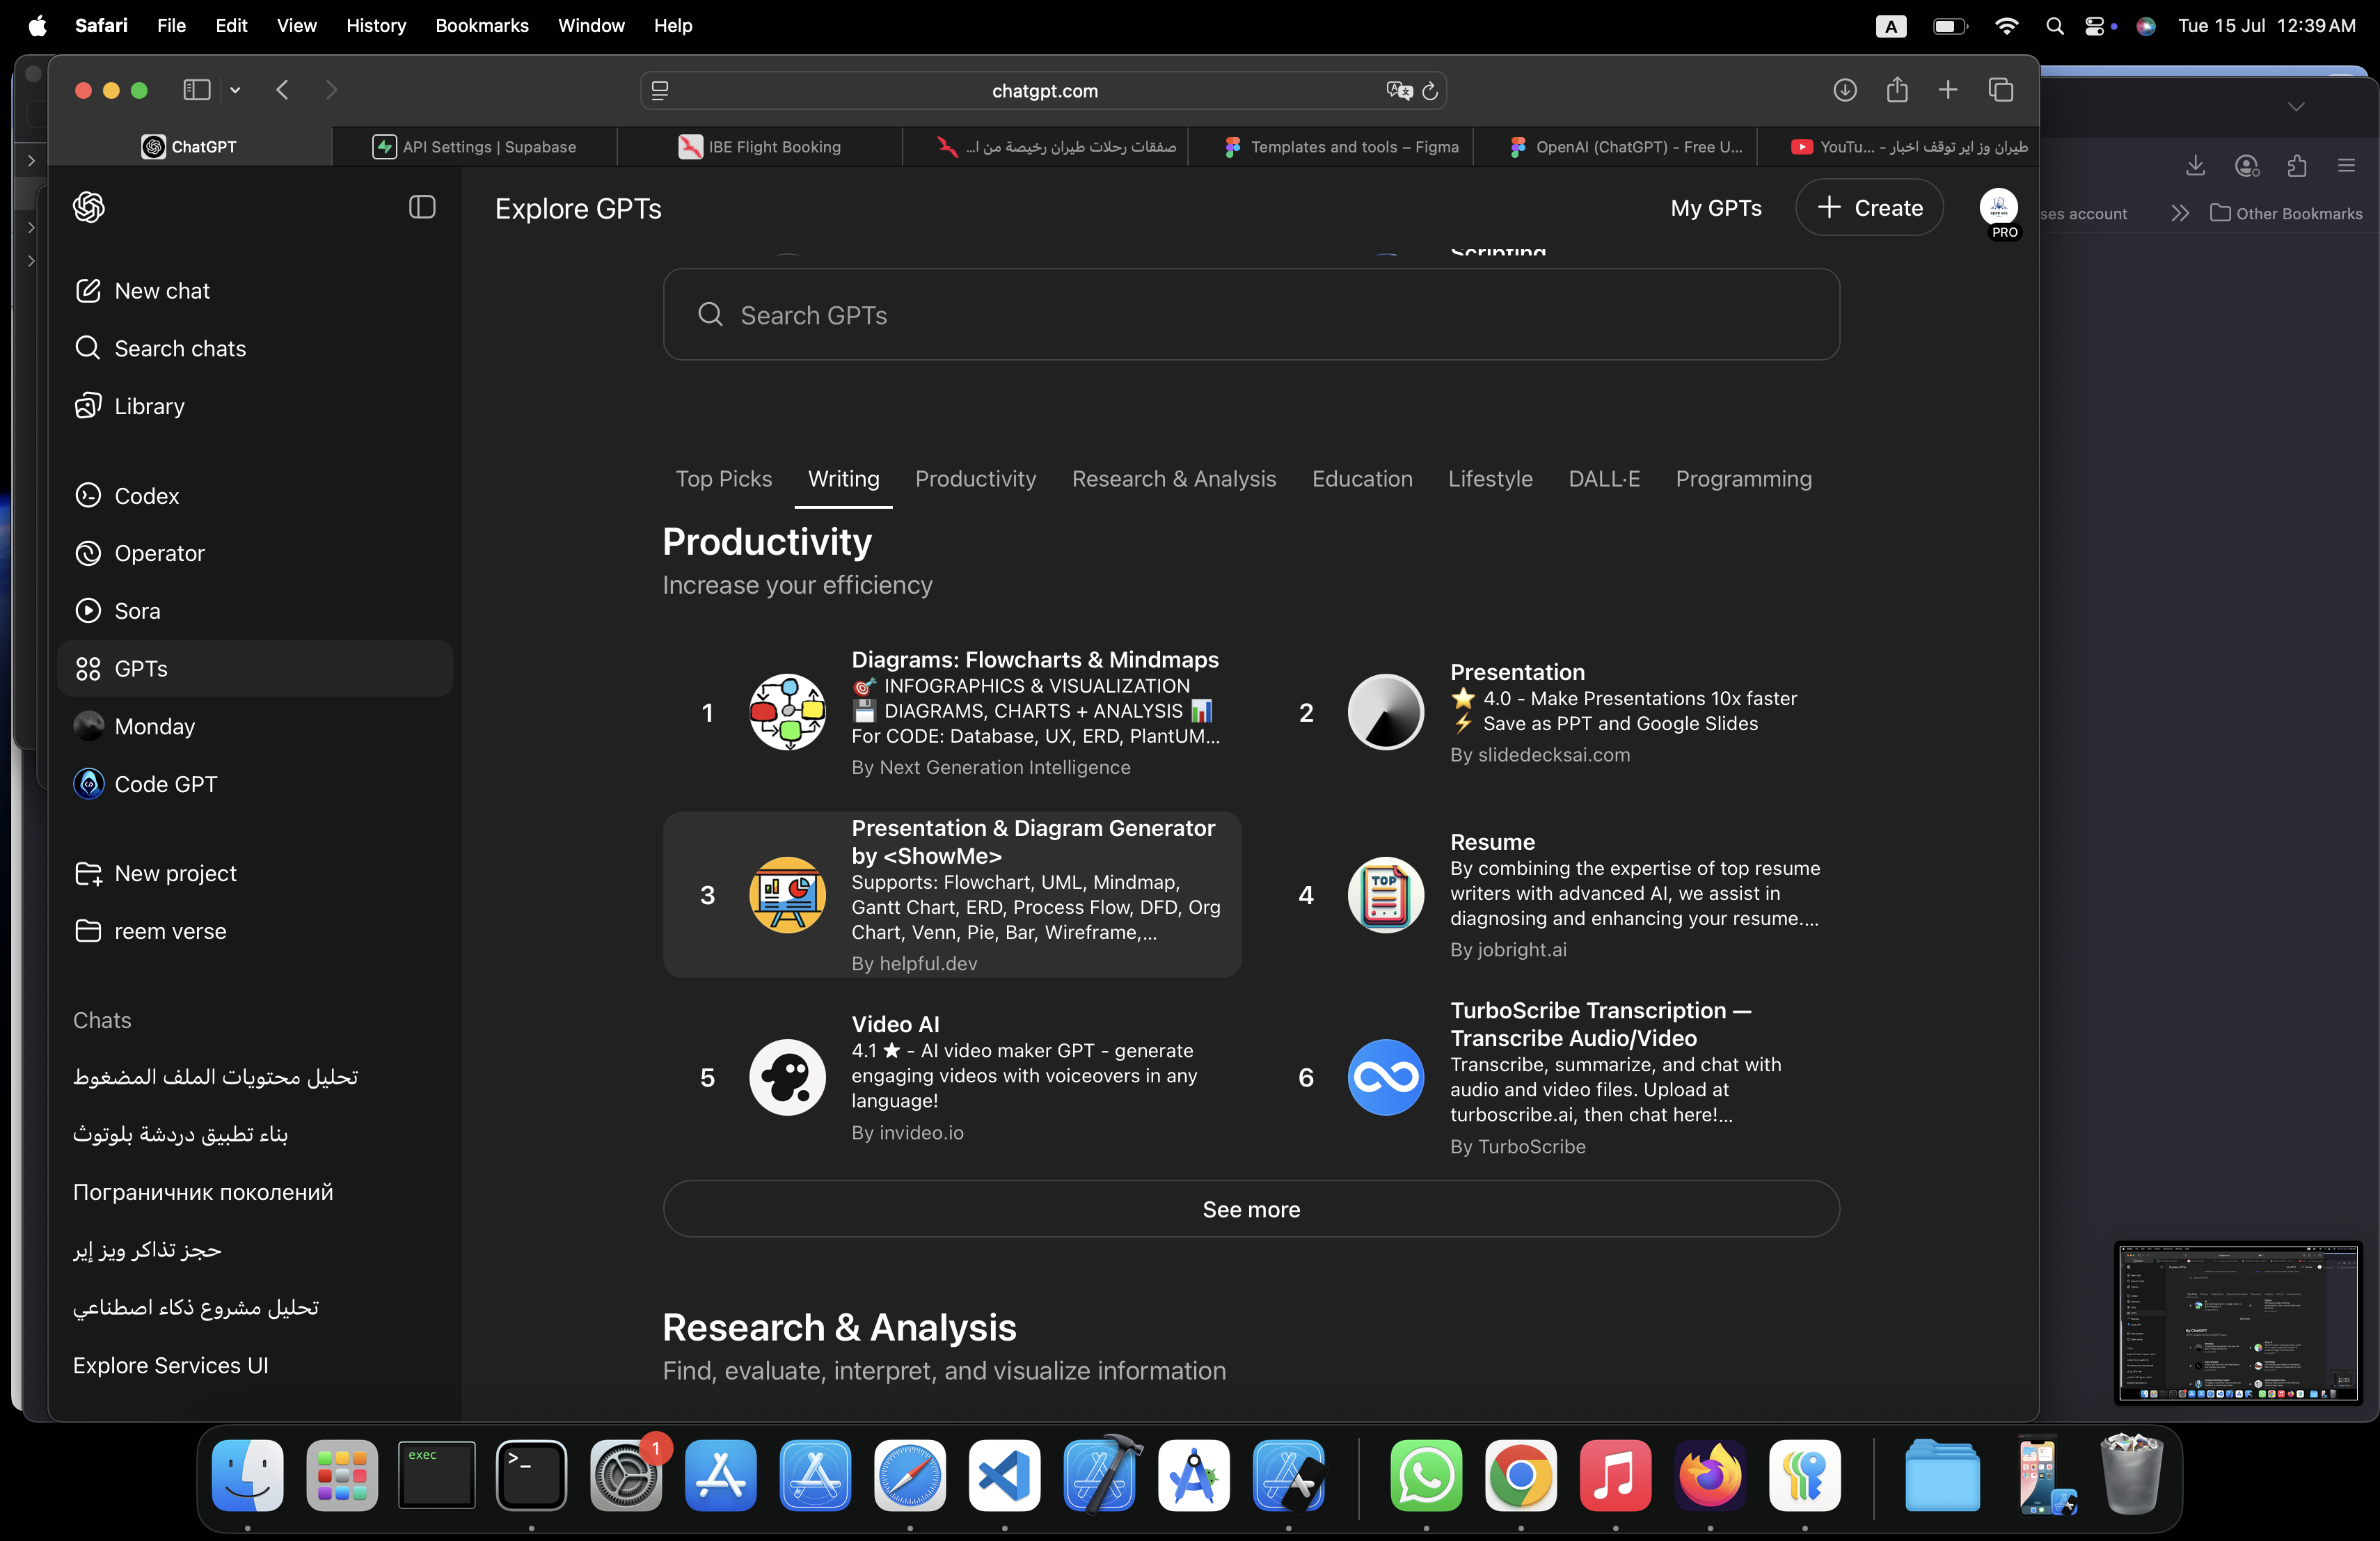 Safari File Edit View History Bookmarks Window Help
A
Tue 15 Jul 12:39 AM
chatgpt.com
ChatGPT
API Settings | Supabase
IBE Flight Booking
صفقات رحلات طيران رخيصة من ا...
Templates and tools – Figma
OpenAI (ChatGPT) - Free U...
طيران وز اير توقف اخبار - YouTu...
ses account
Other Bookmarks
Explore GPTs
My GPTs
Create
PRO
New chat
Search chats
Library
Codex
Operator
Sora
GPTs
Monday
Code GPT
New project
reem verse
Chats
تحليل محتويات الملف المضغوط
بناء تطبيق دردشة بلوتوث
Пограничник поколений
حجز تذاكر ويز إير
تحليل مشروع ذكاء اصطناعي
Explore Services UI
Scripting
Search GPTs
Top Picks Writing Productivity Research & Analysis Education Lifestyle DALL·E Programming
Productivity
Increase your efficiency
1
Diagrams: Flowcharts & Mindmaps
🎯 INFOGRAPHICS & VISUALIZATION
💾 DIAGRAMS, CHARTS + ANALYSIS 📊
For CODE: Database, UX, ERD, PlantUM...
By Next Generation Intelligence
2
Presentation
⭐ 4.0 - Make Presentations 10x faster
⚡ Save as PPT and Google Slides
By slidedecksai.com
3
Presentation & Diagram Generator
by <ShowMe>
Supports: Flowchart, UML, Mindmap,
Gantt Chart, ERD, Process Flow, DFD, Org
Chart, Venn, Pie, Bar, Wireframe,...
By helpful.dev
4
TOP
Resume
By combining the expertise of top resume
writers with advanced AI, we assist in
diagnosing and enhancing your resume....
By jobright.ai
5
Video AI
4.1 ★ - AI video maker GPT - generate
engaging videos with voiceovers in any
language!
By invideo.io
6
TurboScribe Transcription —
Transcribe Audio/Video
Transcribe, summarize, and chat with
audio and video files. Upload at
turboscribe.ai, then chat here!...
By TurboScribe
See more
Research & Analysis
Find, evaluate, interpret, and visualize information
exec
>_
1